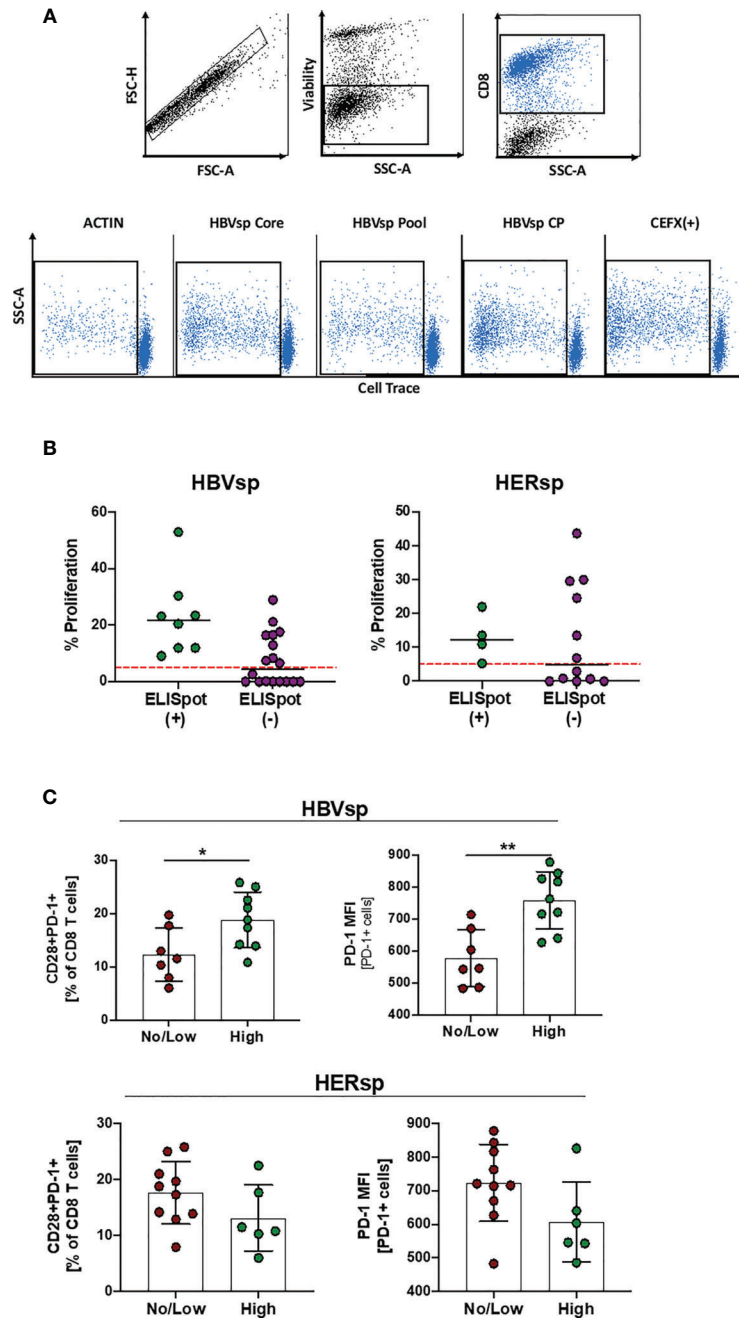 A
FSC-H
FSC-A
Viability
SSC-A
CD8
SSC-A
ACTIN
HBVsp Core
HBVsp Pool
HBVsp CP
CEFX(+)
SSC-A
Cell Trace
B
HBVsp
% Proliferation
60
40
20
0
ELISpot (+)
ELISpot (-)
HERsp
% Proliferation
50
40
30
20
10
0
ELISpot (+)
ELISpot (-)
C
HBVsp
CD28+PD-1+
[% of CD8 T cells]
30
20
10
0
*
No/Low
High
PD-1 MFI
[PD-1+ cells]
900
800
700
600
500
400
**
No/Low
High
HERsp
CD28+PD-1+
[% of CD8 T cells]
30
20
10
0
No/Low
High
PD-1 MFI
[PD-1+ cells]
900
800
700
600
500
400
No/Low
High